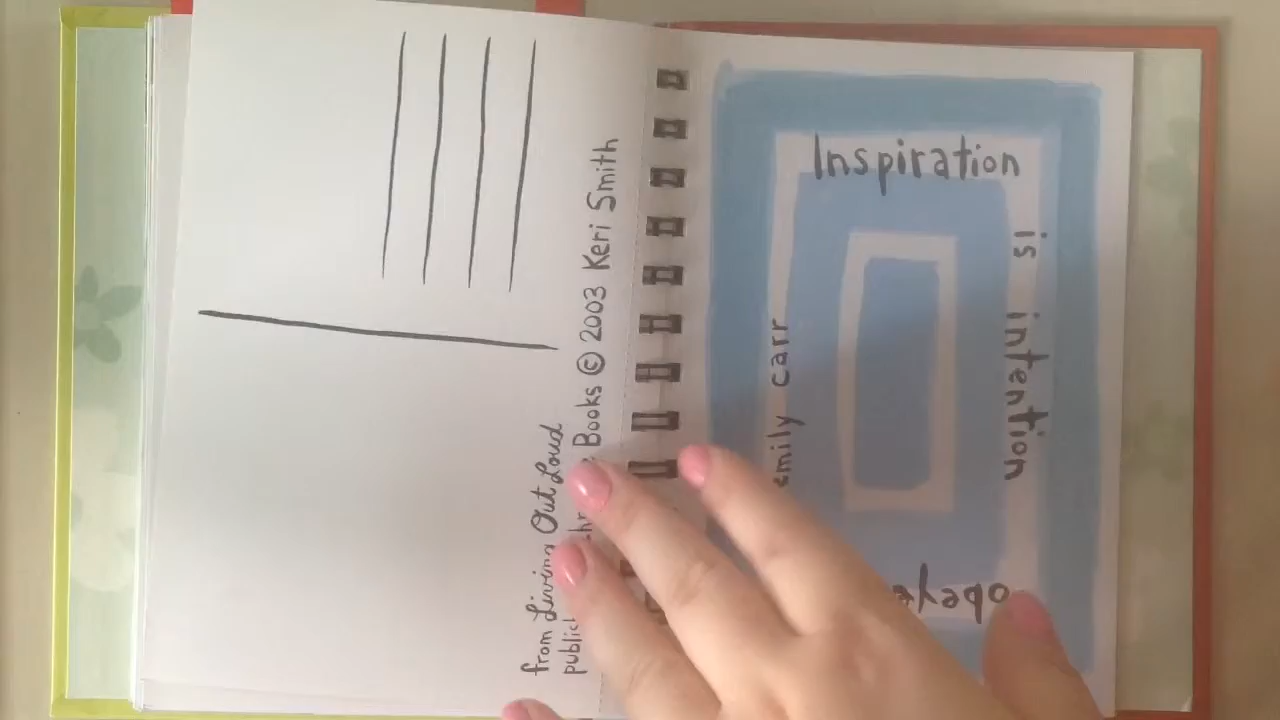 from Living Out Loud
Books © 2003 Keri Smith
Inspiration
is intention
emily carr